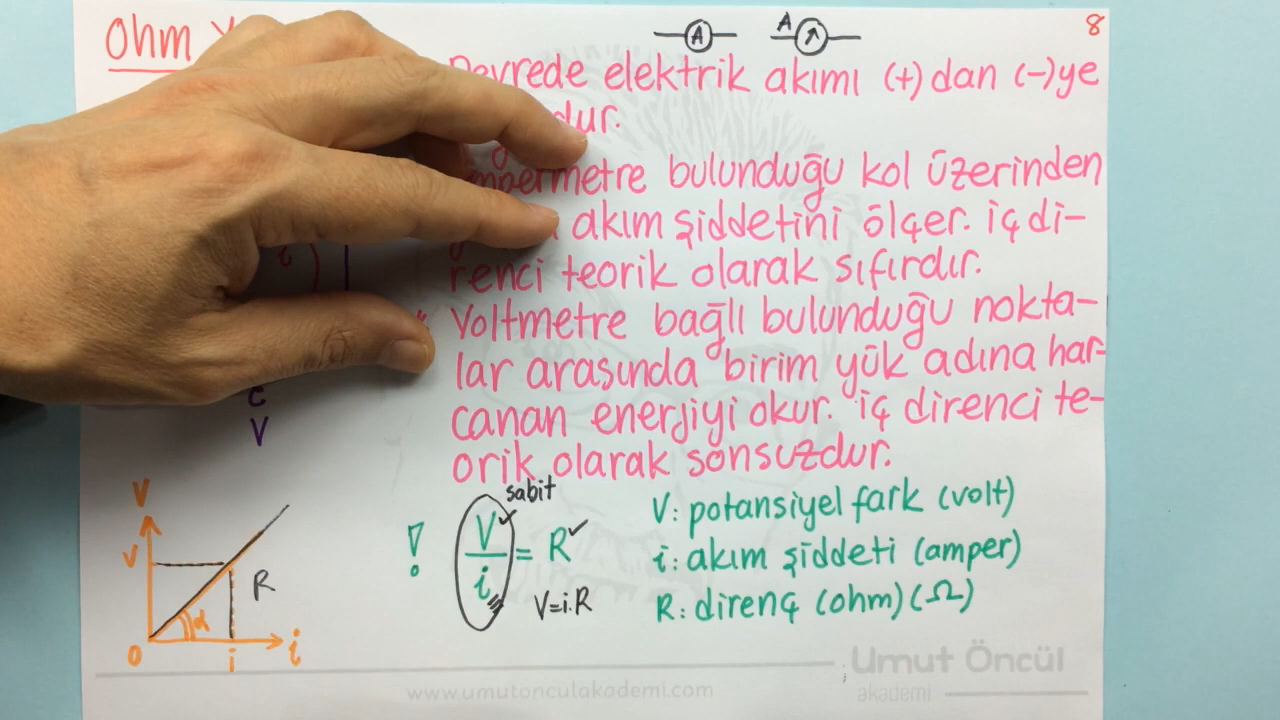 Ohm
A
A
8
Devrede elektrik akımı (+) dan (-)ye
dur.
Ampermetre bulunduğu kol üzerinden
akım şiddetini ölçer. iç di-
renci teorik olarak sıfırdır.
* Voltmetre bağlı bulunduğu nokta-
lar arasında birim yük adına har-
canan enerjiyi okur. iç direnci te-
orik olarak sonsuzdur.
i
ε
V
V
V
R
α
0
i
i
!
sabit
V/i = R
V=i.R
V: potansiyel fark (volt)
i: akım şiddeti (amper)
R: direnç (ohm) (Ω)
Umut Öncül
akademi
www.umutonculakademi.com